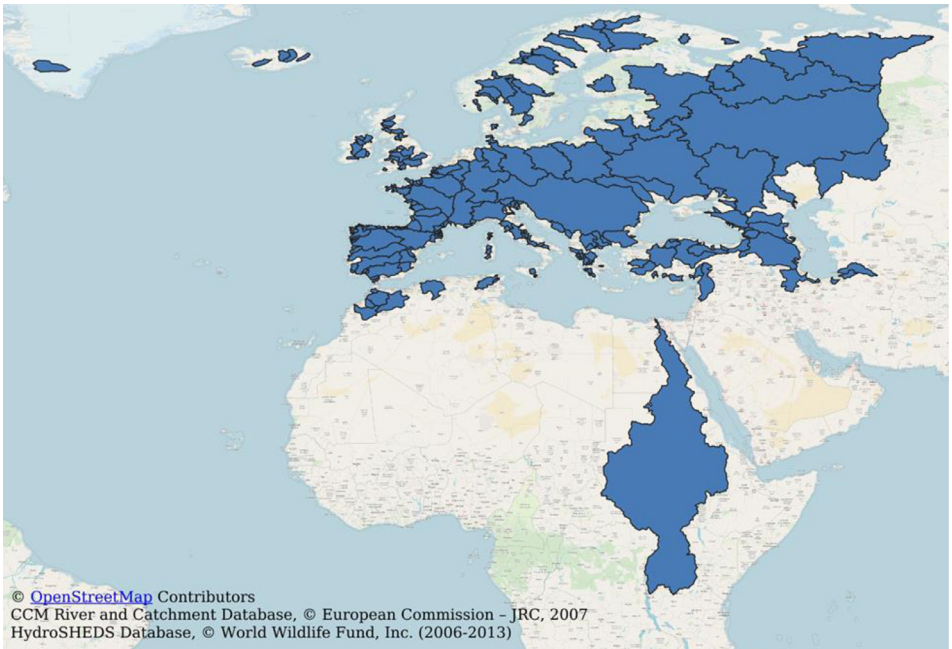 © OpenStreetMap Contributors
CCM River and Catchment Database, © European Commission – JRC, 2007
HydroSHEDS Database, © World Wildlife Fund, Inc. (2006-2013)